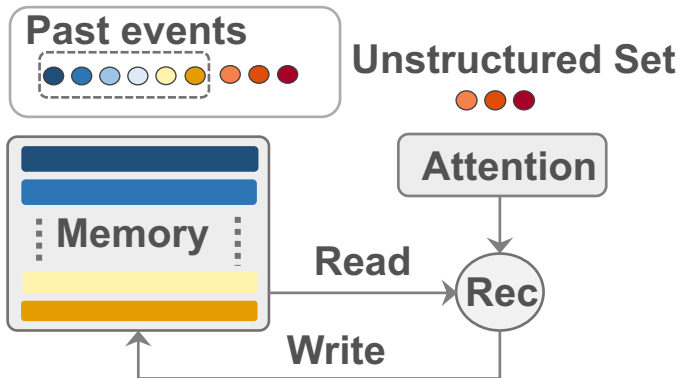 Past events
Unstructured Set
Attention
Memory
Read
Rec
Write